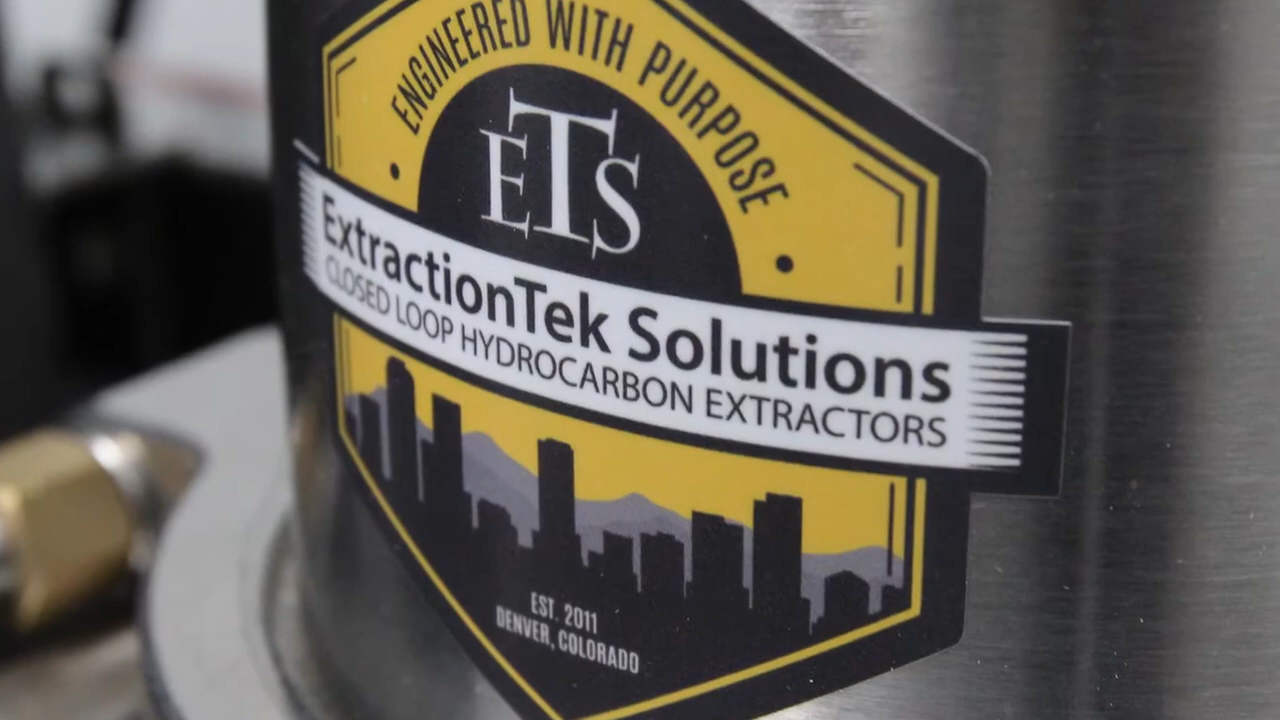 ENGINEERED WITH PURPOSE
ETS
ExtractionTek Solutions
CLOSED LOOP HYDROCARBON EXTRACTORS
EST. 2011
DENVER, COLORADO